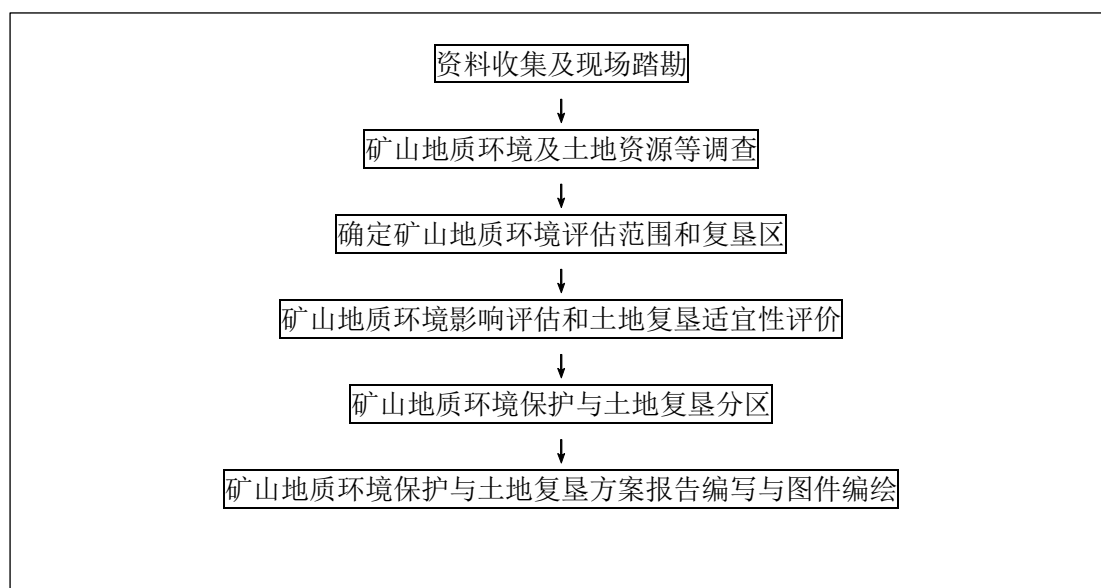 资料收集及现场踏勘
矿山地质环境及土地资源等调查
确定矿山地质环境评估范围和复垦区
矿山地质环境影响评估和土地复垦适宜性评价
矿山地质环境保护与土地复垦分区
矿山地质环境保护与土地复垦方案报告编写与图件编绘